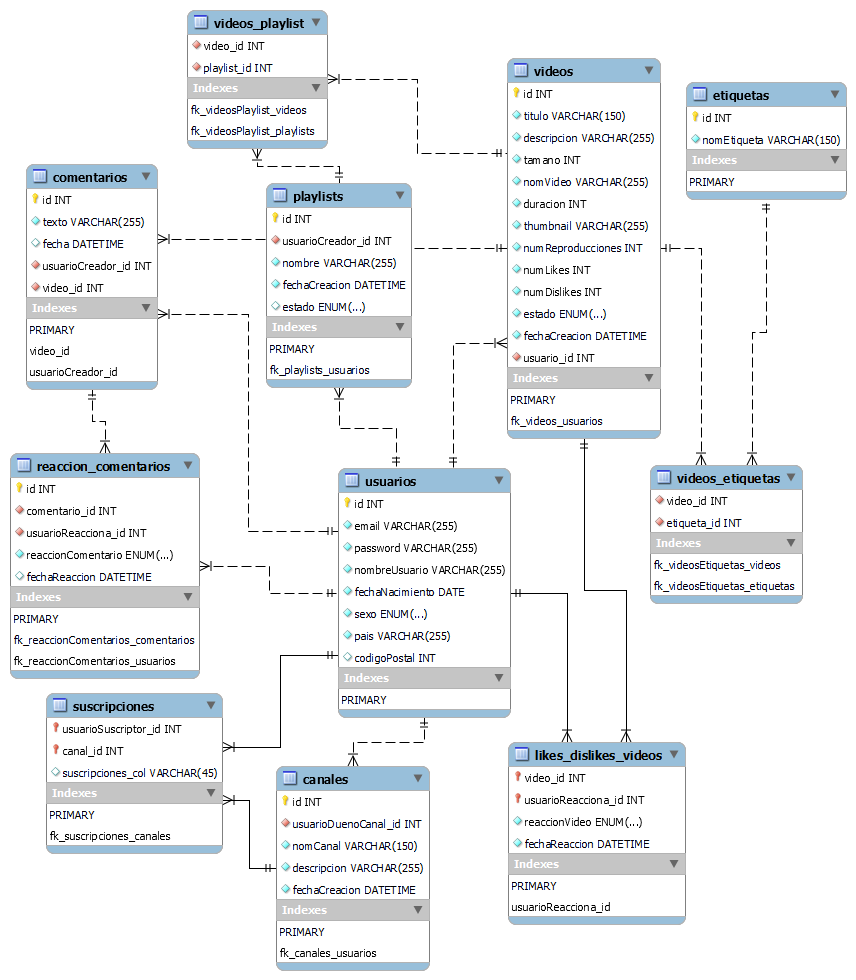 videos_playlist
video_id INT
playlist_id INT
Indexes
fk_videosPlaylist_videos
fk_videosPlaylist_playlists
videos
id INT
titulo VARCHAR(150)
descripcion VARCHAR(255)
tamano INT
nomVideo VARCHAR(255)
duracion INT
thumbnail VARCHAR(255)
numReproducciones INT
numLikes INT
numDislikes INT
estado ENUM(...)
fechaCreacion DATETIME
usuario_id INT
Indexes
PRIMARY
fk_videos_usuarios
etiquetas
id INT
nomEtiqueta VARCHAR(150)
Indexes
PRIMARY
comentarios
id INT
texto VARCHAR(255)
fecha DATETIME
usuarioCreador_id INT
video_id INT
Indexes
PRIMARY
video_id
usuarioCreador_id
playlists
id INT
usuarioCreador_id INT
nombre VARCHAR(255)
fechaCreacion DATETIME
estado ENUM(...)
Indexes
PRIMARY
fk_playlists_usuarios
reaccion_comentarios
id INT
comentario_id INT
usuarioReacciona_id INT
reaccionComentario ENUM(...)
fechaReaccion DATETIME
Indexes
PRIMARY
fk_reaccionComentarios_comentarios
fk_reaccionComentarios_usuarios
usuarios
id INT
email VARCHAR(255)
password VARCHAR(255)
nombreUsuario VARCHAR(255)
fechaNacimiento DATE
sexo ENUM(...)
pais VARCHAR(255)
codigoPostal INT
Indexes
PRIMARY
videos_etiquetas
video_id INT
etiqueta_id INT
Indexes
fk_videosEtiquetas_videos
fk_videosEtiquetas_etiquetas
suscripciones
usuarioSuscriptor_id INT
canal_id INT
suscripciones_col VARCHAR(45)
Indexes
PRIMARY
fk_suscripciones_canales
canales
id INT
usuarioDuenoCanal_id INT
nomCanal VARCHAR(150)
descripcion VARCHAR(255)
fechaCreacion DATETIME
Indexes
PRIMARY
fk_canales_usuarios
likes_dislikes_videos
video_id INT
usuarioReacciona_id INT
reaccionVideo ENUM(...)
fechaReaccion DATETIME
Indexes
PRIMARY
usuarioReacciona_id